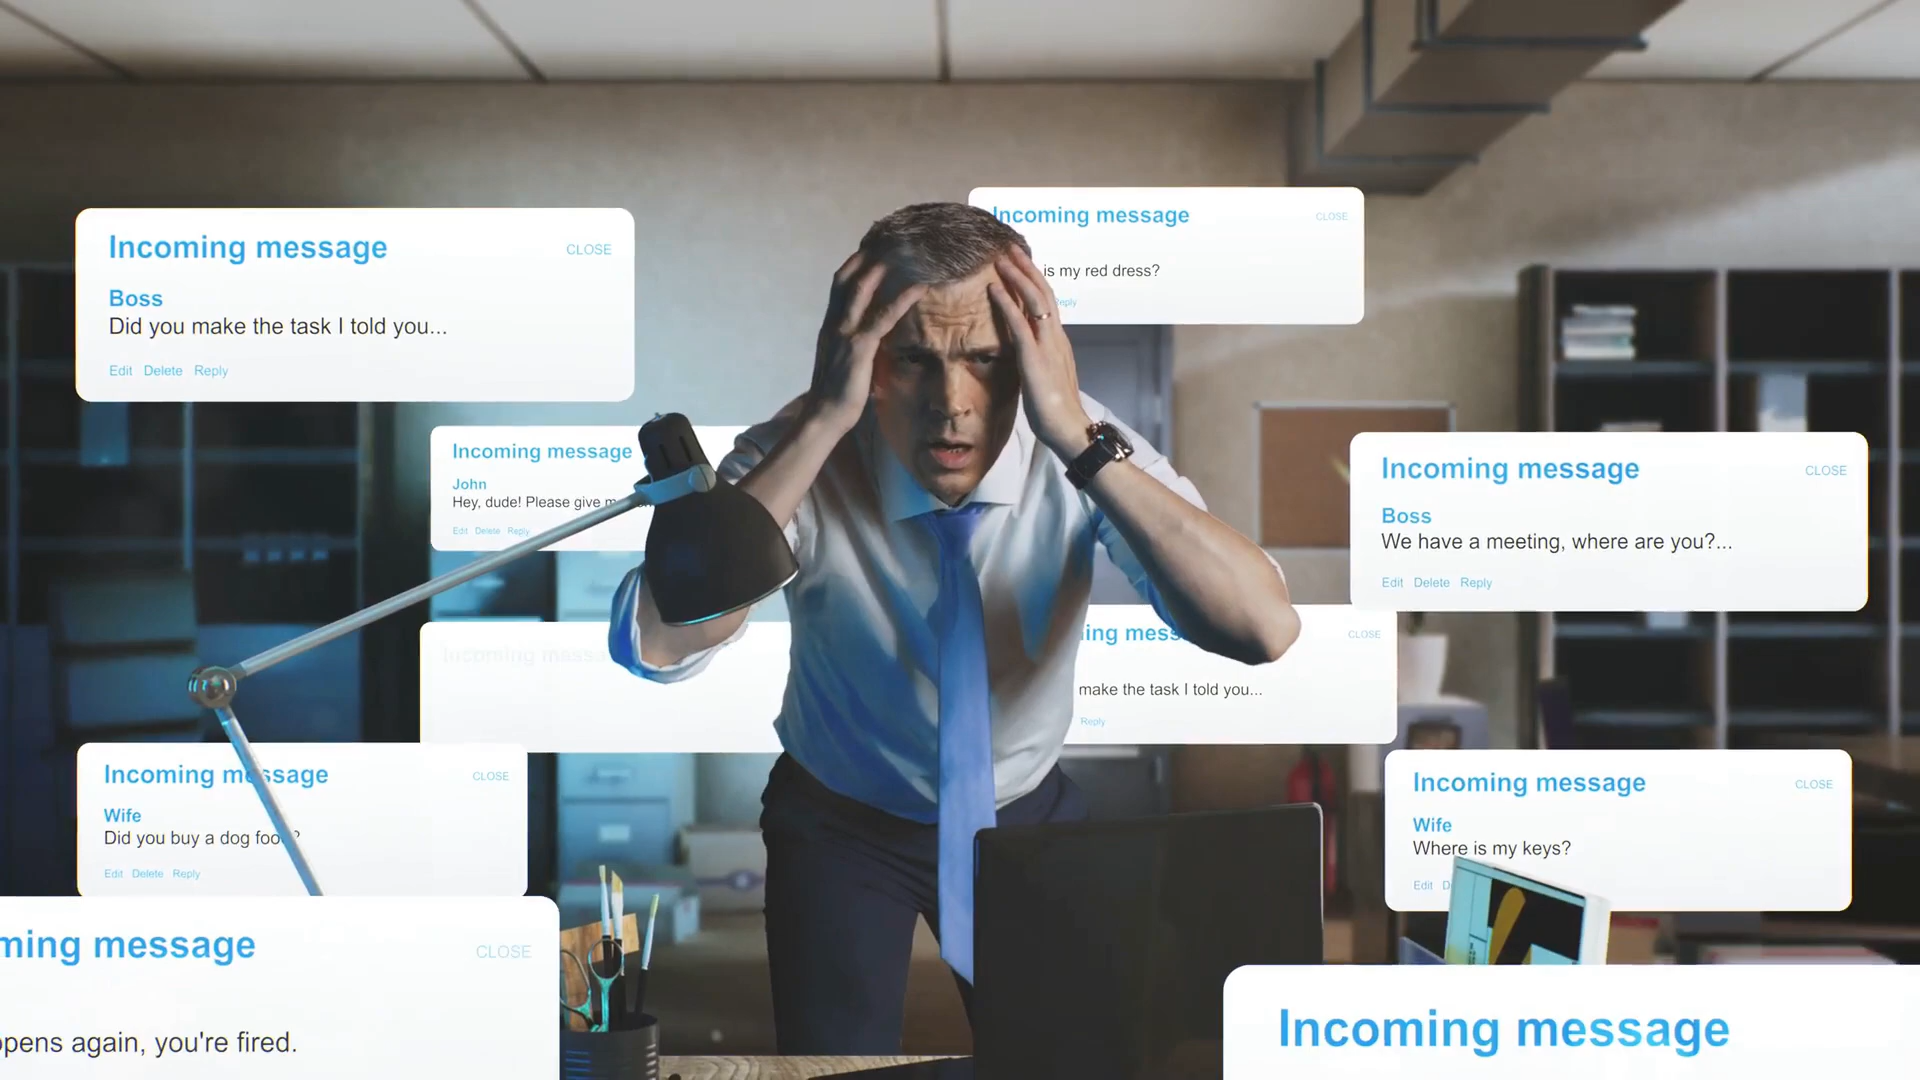 Incoming message
CLOSE
Boss
Did you make the task I told you...
Edit Delete Reply
Incoming message
CLOSE
is my red dress?
Reply
Incoming message
John
Hey, dude! Please give
Edit Delete Reply
Incoming message
CLOSE
Boss
We have a meeting, where are you?...
Edit Delete Reply
Incoming message
CLOSE
make the task I told you...
Reply
Incoming message
CLOSE
Wife
Did you buy a dog food?
Edit Delete Reply
Incoming message
CLOSE
Wife
Where is my keys?
Edit
ming message
CLOSE
opens again, you're fired.
Incoming message